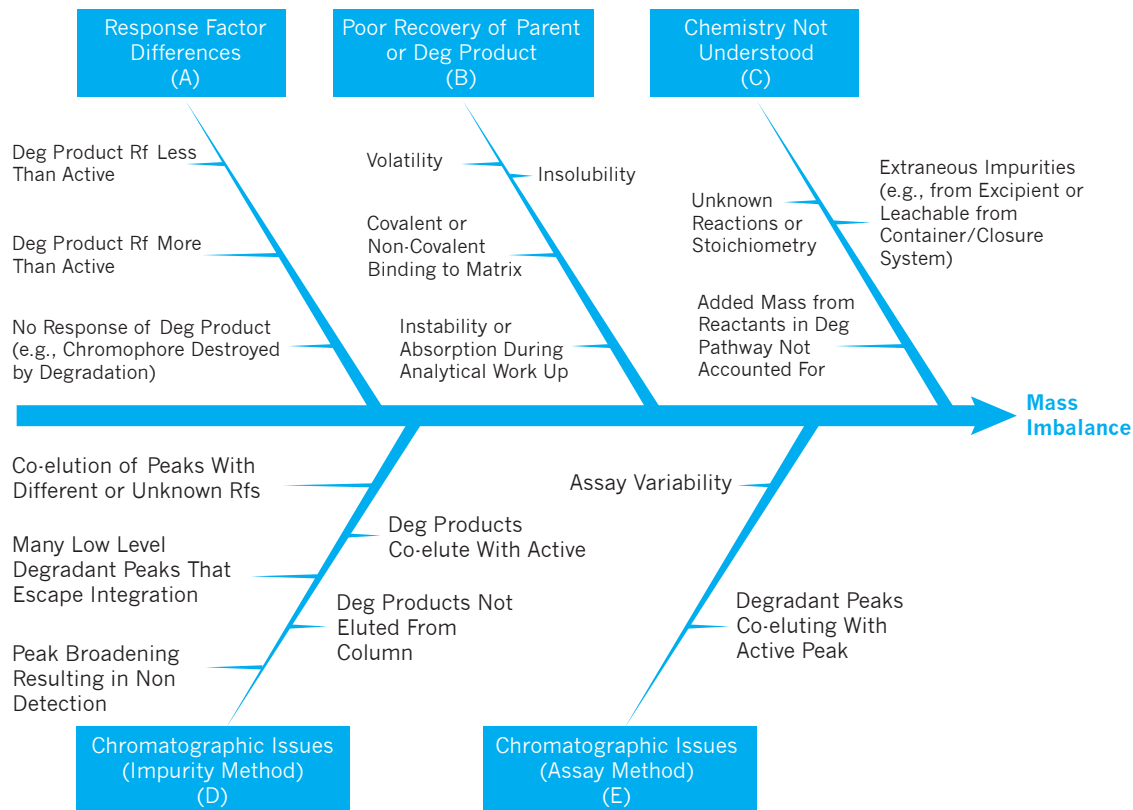 Response Factor
Differences
(A)
Poor Recovery of Parent
or Deg Product
(B)
Chemistry Not
Understood
(C)
Deg Product Rf Less
Than Active
Deg Product Rf More
Than Active
No Response of Deg Product
(e.g., Chromophore Destroyed
by Degradation)
Volatility
Insolubility
Covalent or
Non-Covalent
Binding to Matrix
Instability or
Absorption During
Analytical Work Up
Unknown
Reactions or
Stoichiometry
Extraneous Impurities
(e.g., from Excipient or
Leachable from
Container/Closure
System)
Added Mass from
Reactants in Deg
Pathway Not
Accounted For
Mass
Imbalance
Co-elution of Peaks With
Different or Unknown Rfs
Many Low Level
Degradant Peaks That
Escape Integration
Peak Broadening
Resulting in Non
Detection
Deg Products
Co-elute With Active
Deg Products Not
Eluted From
Column
Assay Variability
Degradant Peaks
Co-eluting With
Active Peak
Chromatographic Issues
(Impurity Method)
(D)
Chromatographic Issues
(Assay Method)
(E)